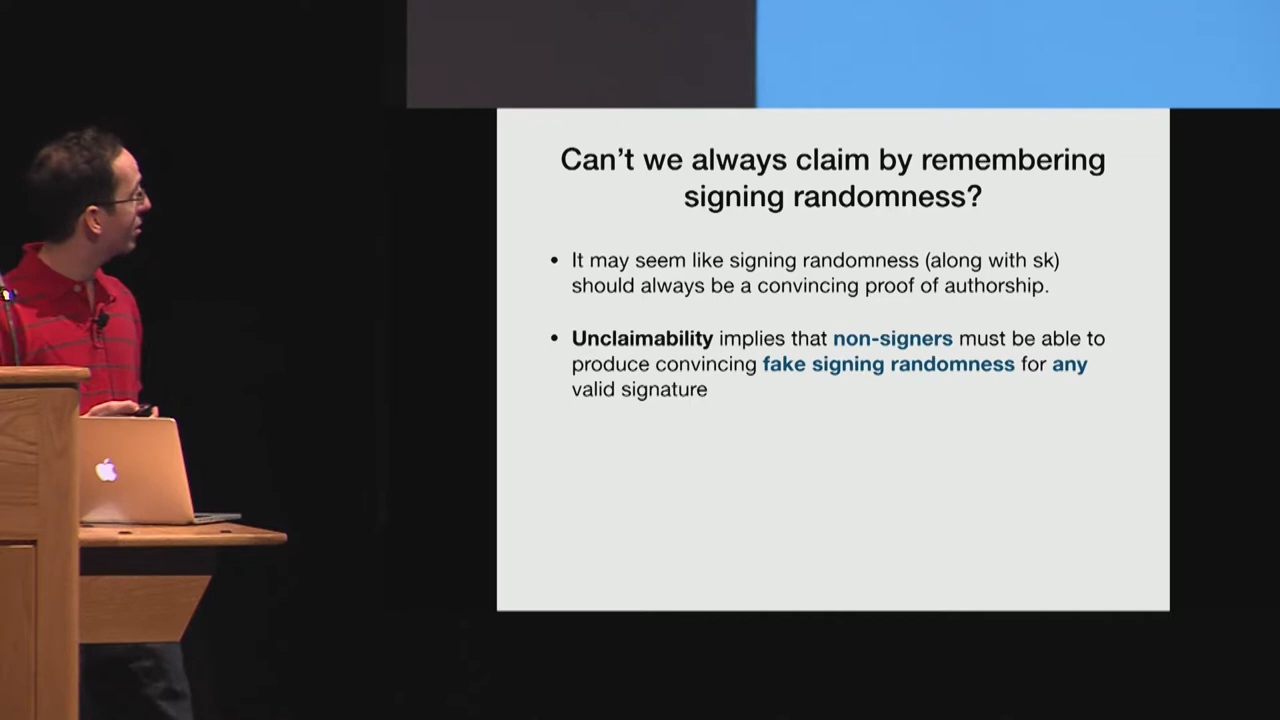 Can't we always claim by remembering
signing randomness?
• It may seem like signing randomness (along with sk)
should always be a convincing proof of authorship.
• Unclaimability implies that non-signers must be able to
produce convincing fake signing randomness for any
valid signature